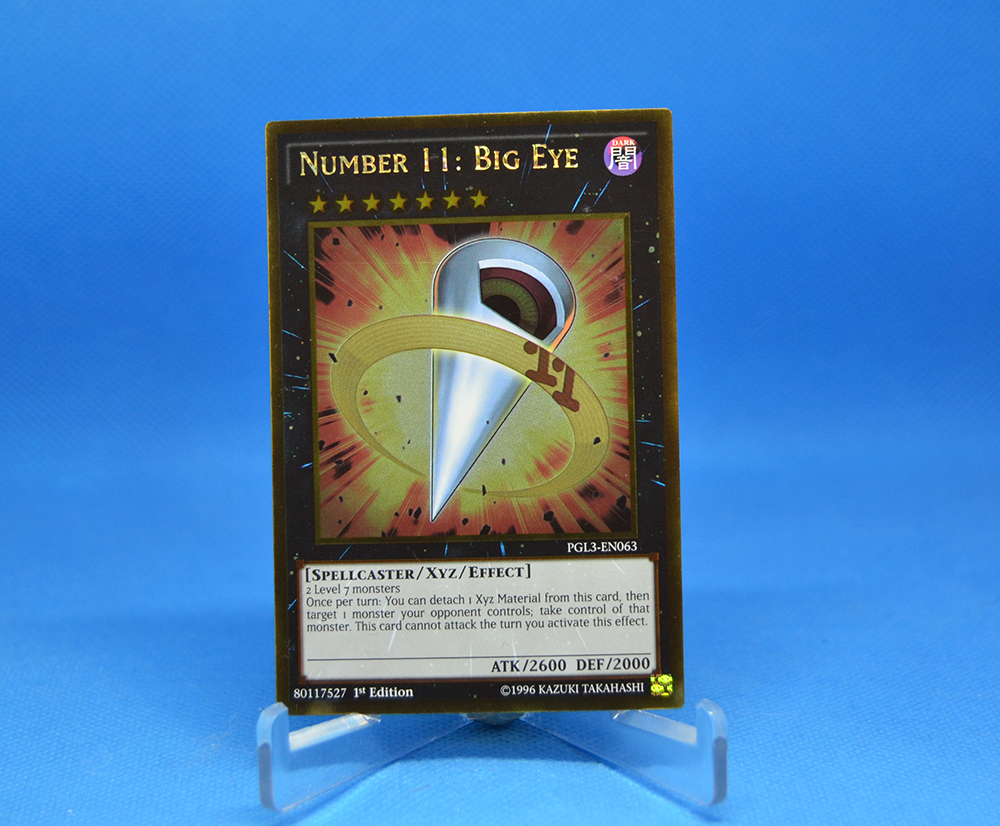 NUMBER 11: BIG EYE
DARK
闇
11
PGL3-EN063
[SPELLCASTER/XYZ/EFFECT]
2 Level 7 monsters
Once per turn: You can detach 1 Xyz Material from this card, then
target 1 monster your opponent controls; take control of that
monster. This card cannot attack the turn you activate this effect.
ATK/2600 DEF/2000
80117527 1st Edition
©1996 KAZUKI TAKAHASHI